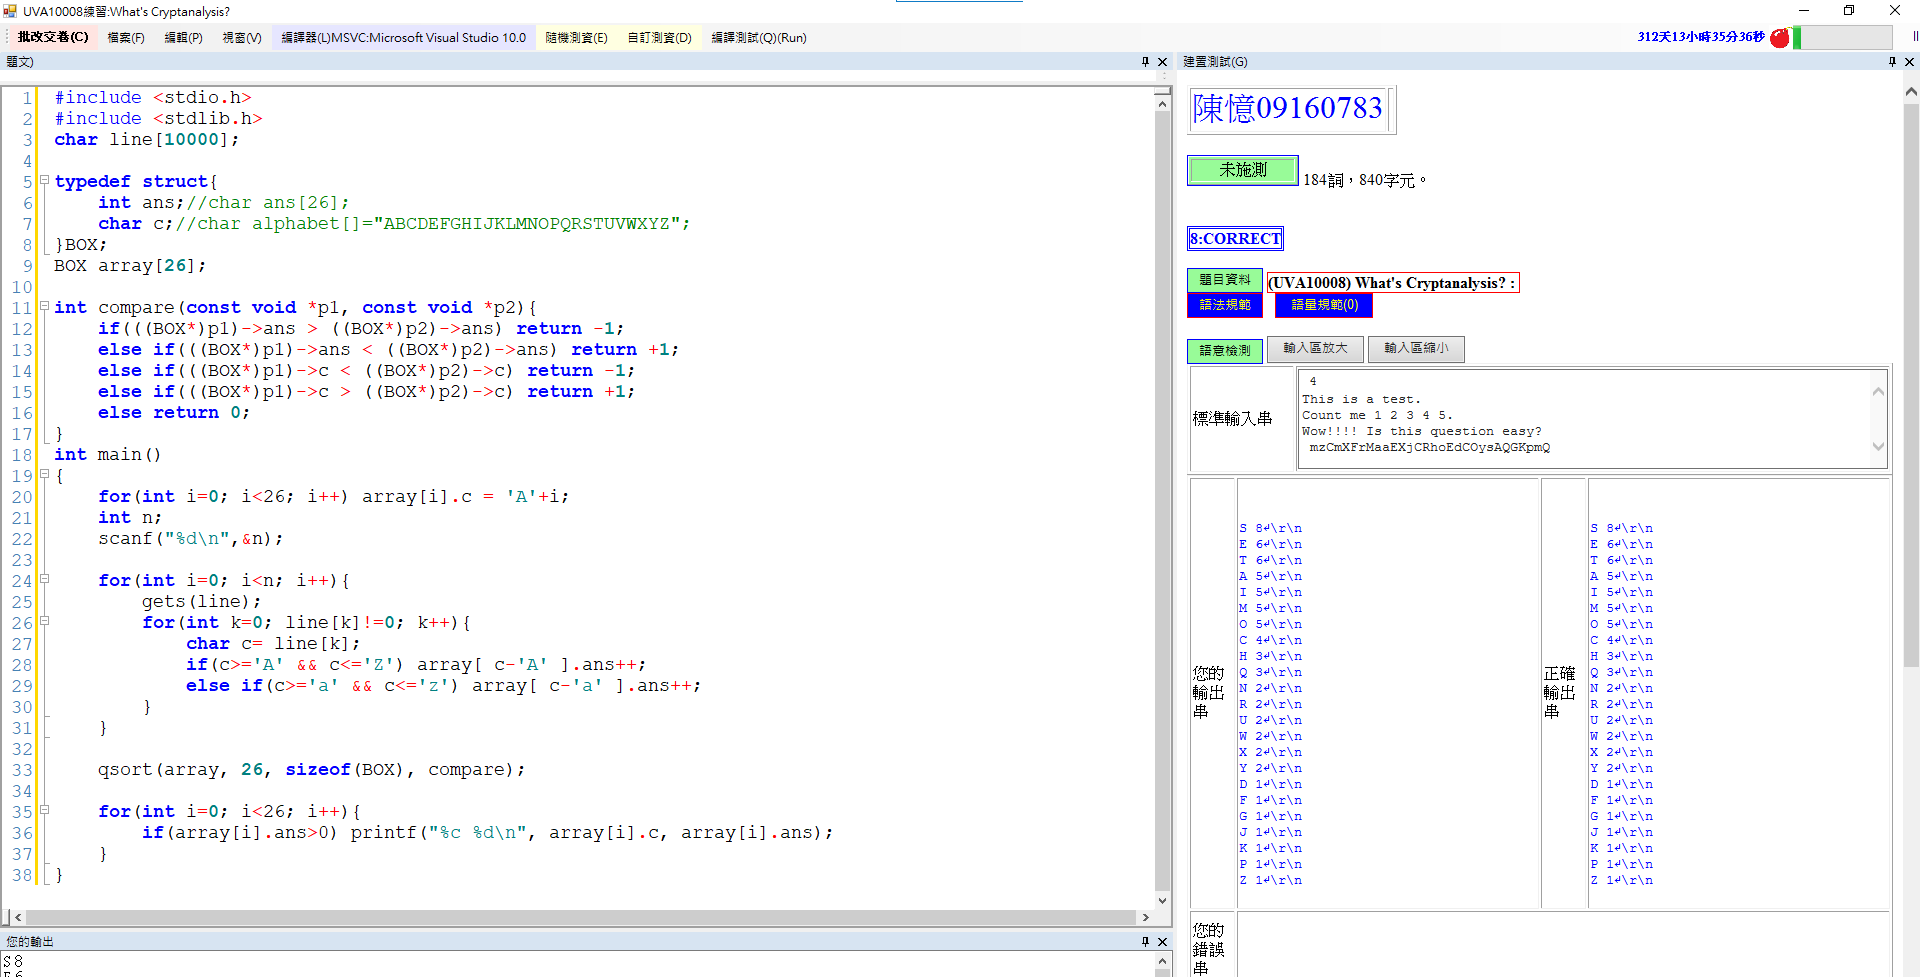 UVA10008練習:What's Cryptanalysis?
批改交卷(C) 檔案(F) 編輯(P) 視窗(V) 編譯器(L)MSVC:Microsoft Visual Studio 10.0 隨機測資(E) 自訂測資(D) 編譯測試(Q)(Run) 312天13小時35分36秒
題文)
1 #include <stdio.h>
2 #include <stdlib.h>
3 char line[10000];
4
5 typedef struct{
6 int ans;//char ans[26];
7 char c;//char alphabet[]="ABCDEFGHIJKLMNOPQRSTUVWXYZ";
8 }BOX;
9 BOX array[26];
10
11 int compare(const void *p1, const void *p2){
12 if(((BOX*)p1)->ans > ((BOX*)p2)->ans) return -1;
13 else if(((BOX*)p1)->ans < ((BOX*)p2)->ans) return +1;
14 else if(((BOX*)p1)->c < ((BOX*)p2)->c) return -1;
15 else if(((BOX*)p1)->c > ((BOX*)p2)->c) return +1;
16 else return 0;
17 }
18 int main()
19 {
20 for(int i=0; i<26; i++) array[i].c = 'A'+i;
21 int n;
22 scanf("%d\n",&n);
23
24 for(int i=0; i<n; i++){
25 gets(line);
26 for(int k=0; line[k]!=0; k++){
27 char c= line[k];
28 if(c>='A' && c<='Z') array[ c-'A' ].ans++;
29 else if(c>='a' && c<='z') array[ c-'a' ].ans++;
30 }
31 }
32
33 qsort(array, 26, sizeof(BOX), compare);
34
35 for(int i=0; i<26; i++){
36 if(array[i].ans>0) printf("%c %d\n", array[i].c, array[i].ans);
37 }
38 }
您的輸出
S 8
E 6
建置測試(G)
陳憶09160783
未施測 184詞，840字元。
8:CORRECT
題目資料 (UVA10008) What's Cryptanalysis? :
語法規範 語量規範(0)
語意檢測 輸入區放大 輸入區縮小
標準輸入串
4
This is a test.
Count me 1 2 3 4 5.
Wow!!!! Is this question easy?
mzCmXFrMaaEXjCRhoEdCOysAQGKpmQ
您的輸出串
S 8↲\r\n
E 6↲\r\n
T 6↲\r\n
A 5↲\r\n
I 5↲\r\n
M 5↲\r\n
O 5↲\r\n
C 4↲\r\n
H 3↲\r\n
Q 3↲\r\n
N 2↲\r\n
R 2↲\r\n
U 2↲\r\n
W 2↲\r\n
X 2↲\r\n
Y 2↲\r\n
D 1↲\r\n
F 1↲\r\n
G 1↲\r\n
J 1↲\r\n
K 1↲\r\n
P 1↲\r\n
Z 1↲\r\n
正確輸出串
S 8↲\r\n
E 6↲\r\n
T 6↲\r\n
A 5↲\r\n
I 5↲\r\n
M 5↲\r\n
O 5↲\r\n
C 4↲\r\n
H 3↲\r\n
Q 3↲\r\n
N 2↲\r\n
R 2↲\r\n
U 2↲\r\n
W 2↲\r\n
X 2↲\r\n
Y 2↲\r\n
D 1↲\r\n
F 1↲\r\n
G 1↲\r\n
J 1↲\r\n
K 1↲\r\n
P 1↲\r\n
Z 1↲\r\n
您的錯誤串